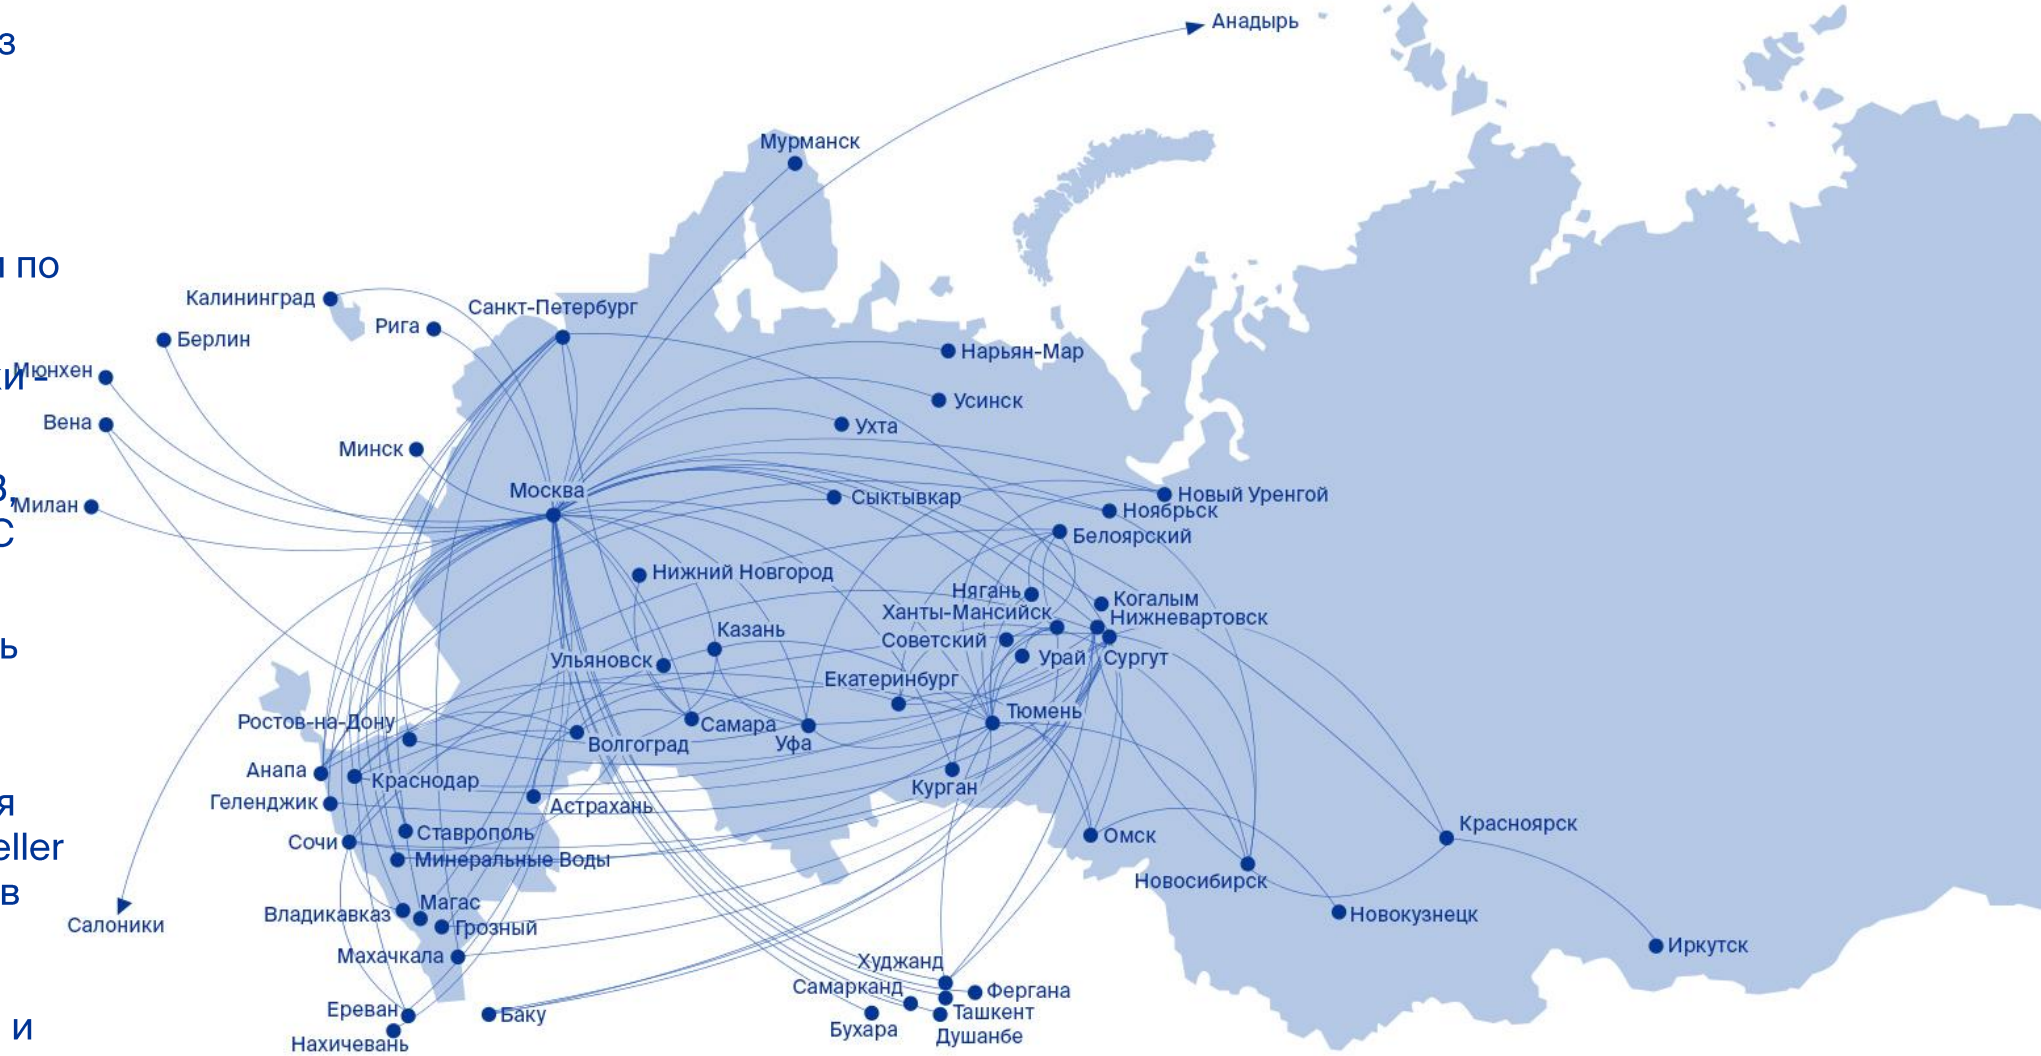 з
Анадырь
Мурманск
по
Калининград
Санкт-Петербург
Рига
Берлин
Нарьян-Мар
Мюнхен
ки -
Усинск
Вена
Ухта
Минск
В,
Москва
Сыктывкар
Новый Уренгой
Милан
Ноябрьск
С
Белоярский
Нижний Новгород
Нягань
Когалым
Ханты-Мансийск
Нижневартовск
Казань
Советский
ь
Ульяновск
Урай
Сургут
Екатеринбург
Тюмень
Ростов-на-Дону
Самара
Волгоград
Уфа
Анапа
Краснодар
Курган
Геленджик
Астрахань
я
Ставрополь
Омск
Красноярск
Сочи
eller
Минеральные Воды
Новосибирск
в
Магас
Владикавказ
Новокузнецк
Салоники
Грозный
Иркутск
Махачкала
Худжанд
Самарканд
Фергана
Ереван
Баку
Ташкент
Бухара
и
Душанбе
Нахичевань